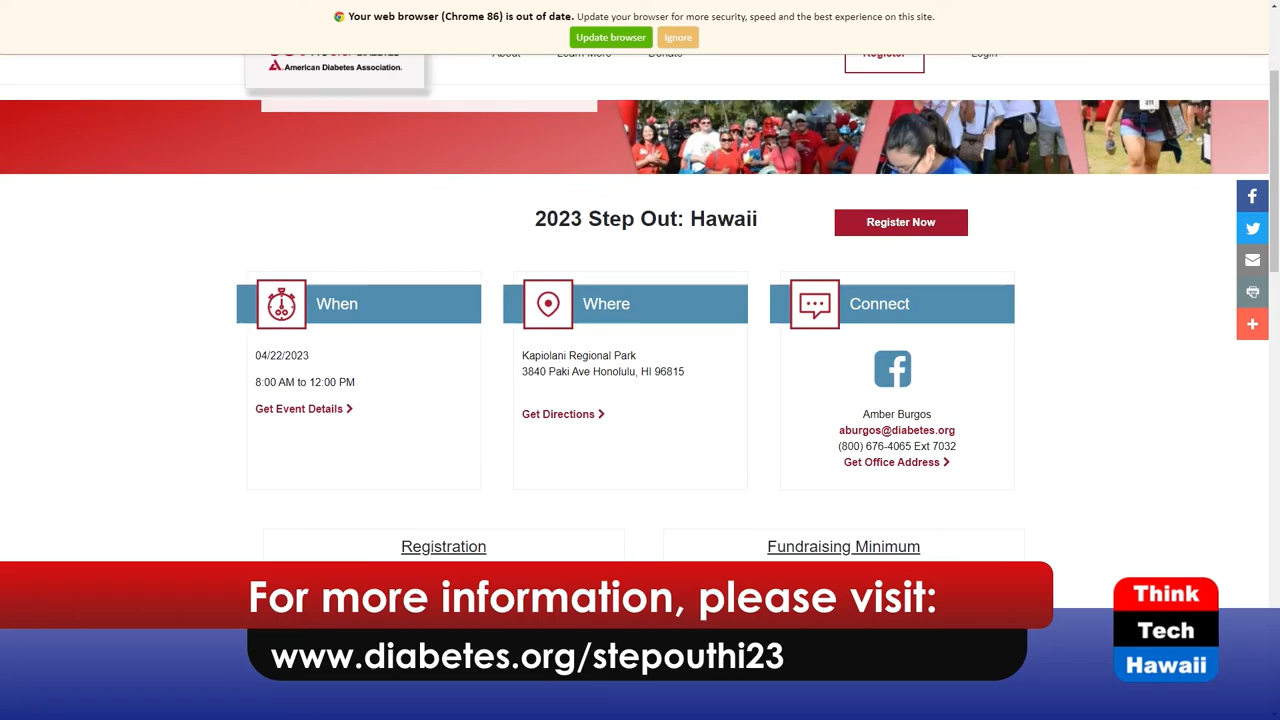 Your web browser (Chrome 86) is out of date. Update your browser for more security, speed and the best experience on this site.
Update browser
Ignore
American Diabetes Association.
About
Learn More
Donate
Register
Login
2023 Step Out: Hawaii
Register Now
When
Where
Connect
04/22/2023
8:00 AM to 12:00 PM
Get Event Details
Kapiolani Regional Park
3840 Paki Ave Honolulu, HI 96815
Get Directions
Amber Burgos
aburgos@diabetes.org
(800) 676-4065 Ext 7032
Get Office Address
Registration
Fundraising Minimum
For more information, please visit:
www.diabetes.org/stepouthi23
Think
Tech
Hawaii